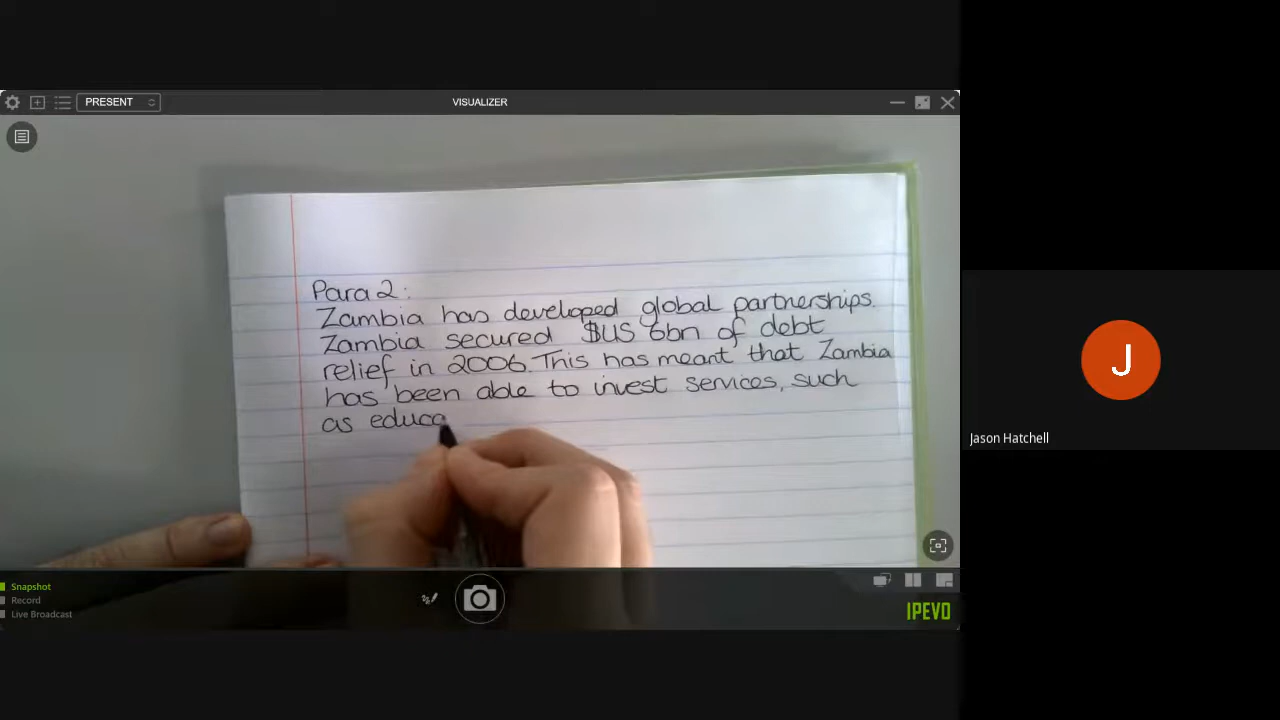 PRESENT
VISUALIZER
Para 2:
Zambia has developed global partnerships.
Zambia secured $US 6bn of debt
relief in 2006. This has meant that Zambia
has been able to invest services, such
as educa
J
Jason Hatchell
Snapshot
Record
Live Broadcast
IPEVO